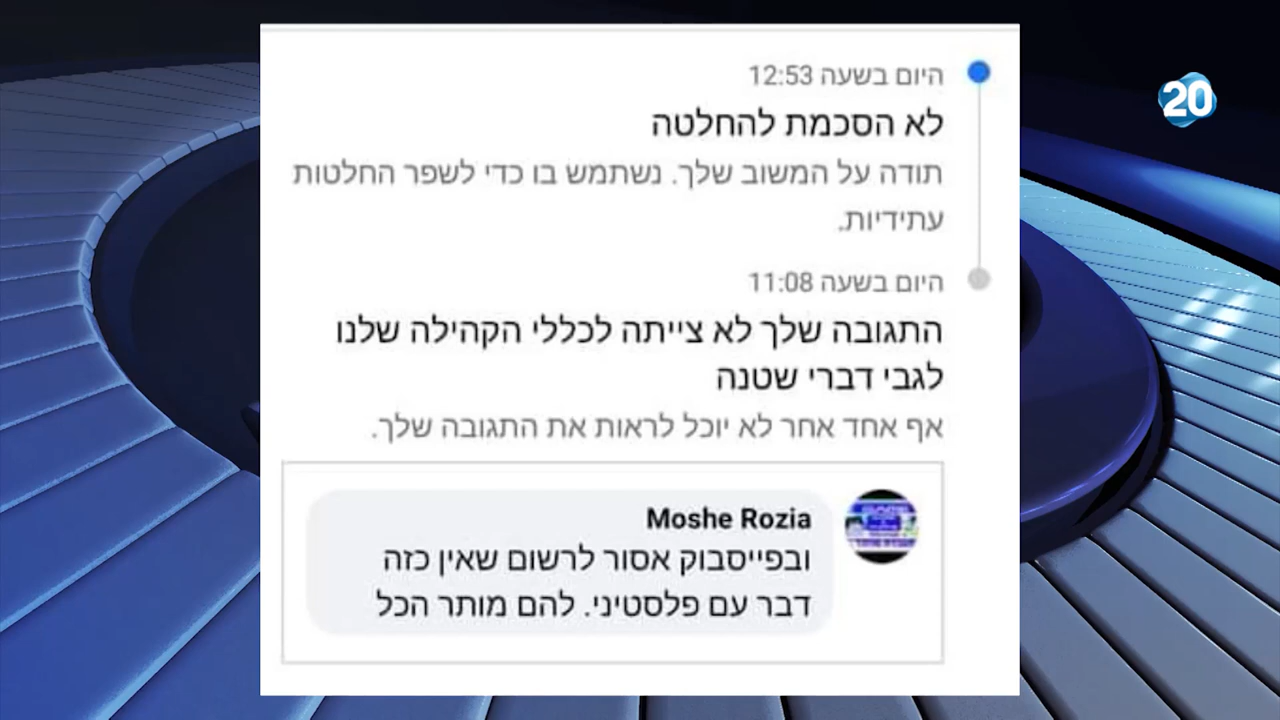 20
היום בשעה 12:53
לא הסכמת להחלטה
תודה על המשוב שלך. נשתמש בו כדי לשפר החלטות
עתידיות.
היום בשעה 11:08
התגובה שלך לא צייתה לכללי הקהילה שלנו
לגבי דברי שטנה
אף אחד אחר לא יוכל לראות את התגובה שלך.
Moshe Rozia
ובפייסבוק אסור לרשום שאין כזה
דבר עם פלסטיני. להם מותר הכל